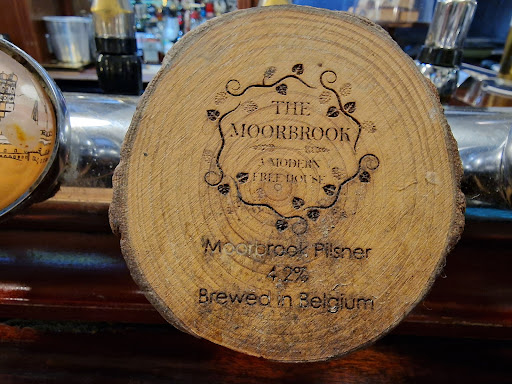 THE
MOORBROOK
A MODERN
FREE HOUSE
Moorbrook Pilsner
4.2%
Brewed in Belgium